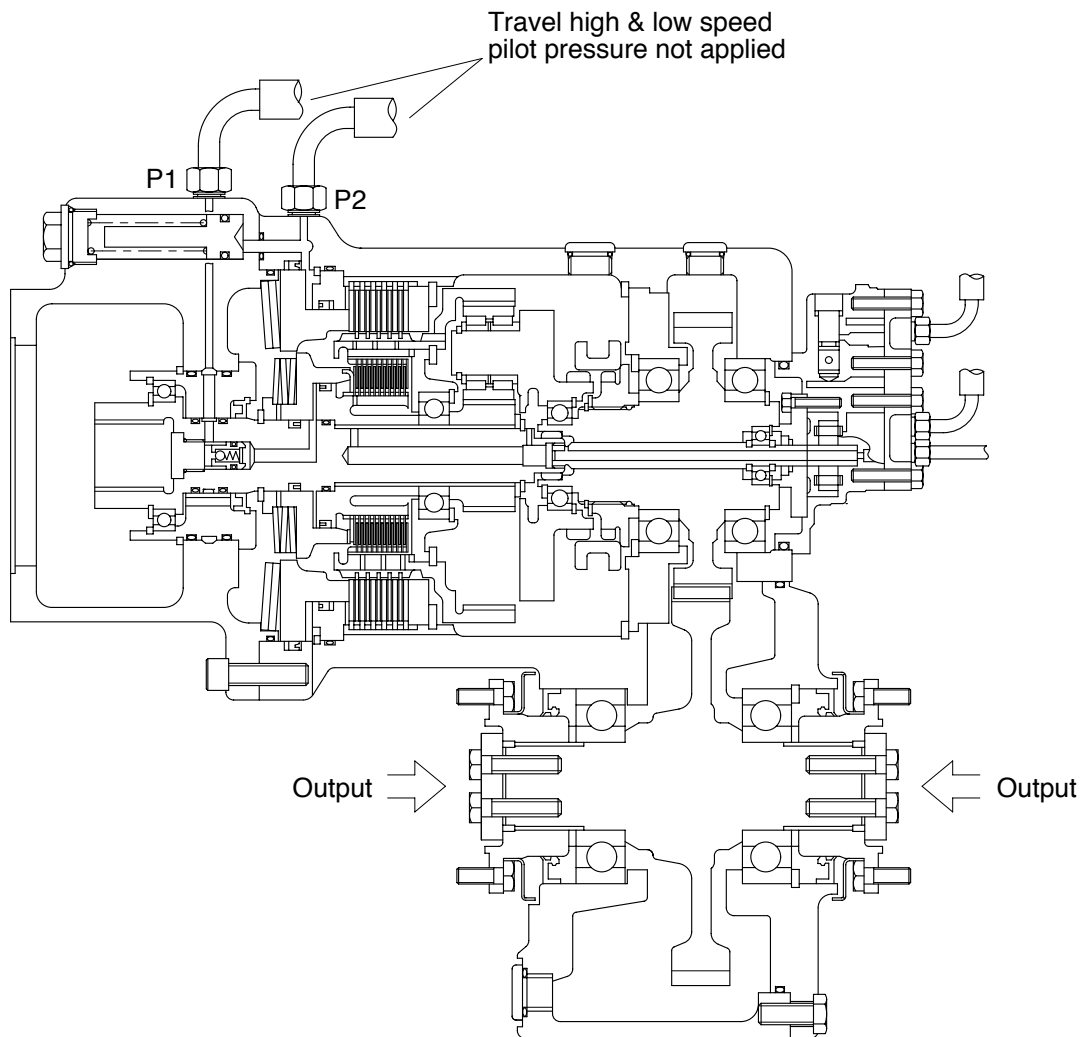 Travel high & low speed
pilot pressure not applied
P1
P2
Output
Output